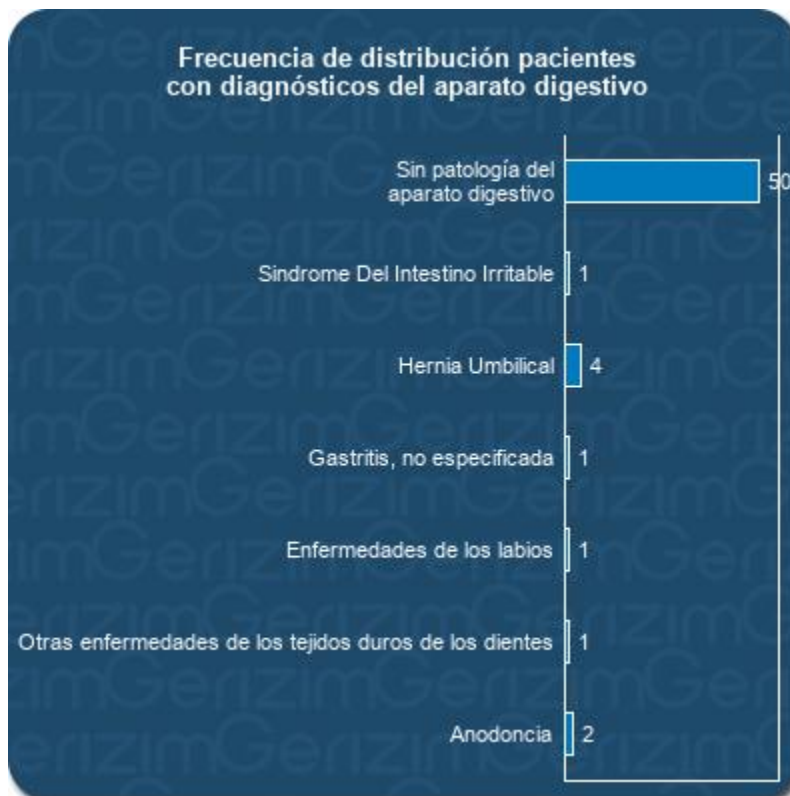 Frecuencia de distribución pacientes
con diagnósticos del aparato digestivo
Sin patología del
aparato digestivo
50
Sindrome Del Intestino Irritable
1
Hernia Umbilical
4
Gastritis, no especificada
1
Enfermedades de los labios
1
Otras enfermedades de los tejidos duros de los dientes
1
Anodoncia
2